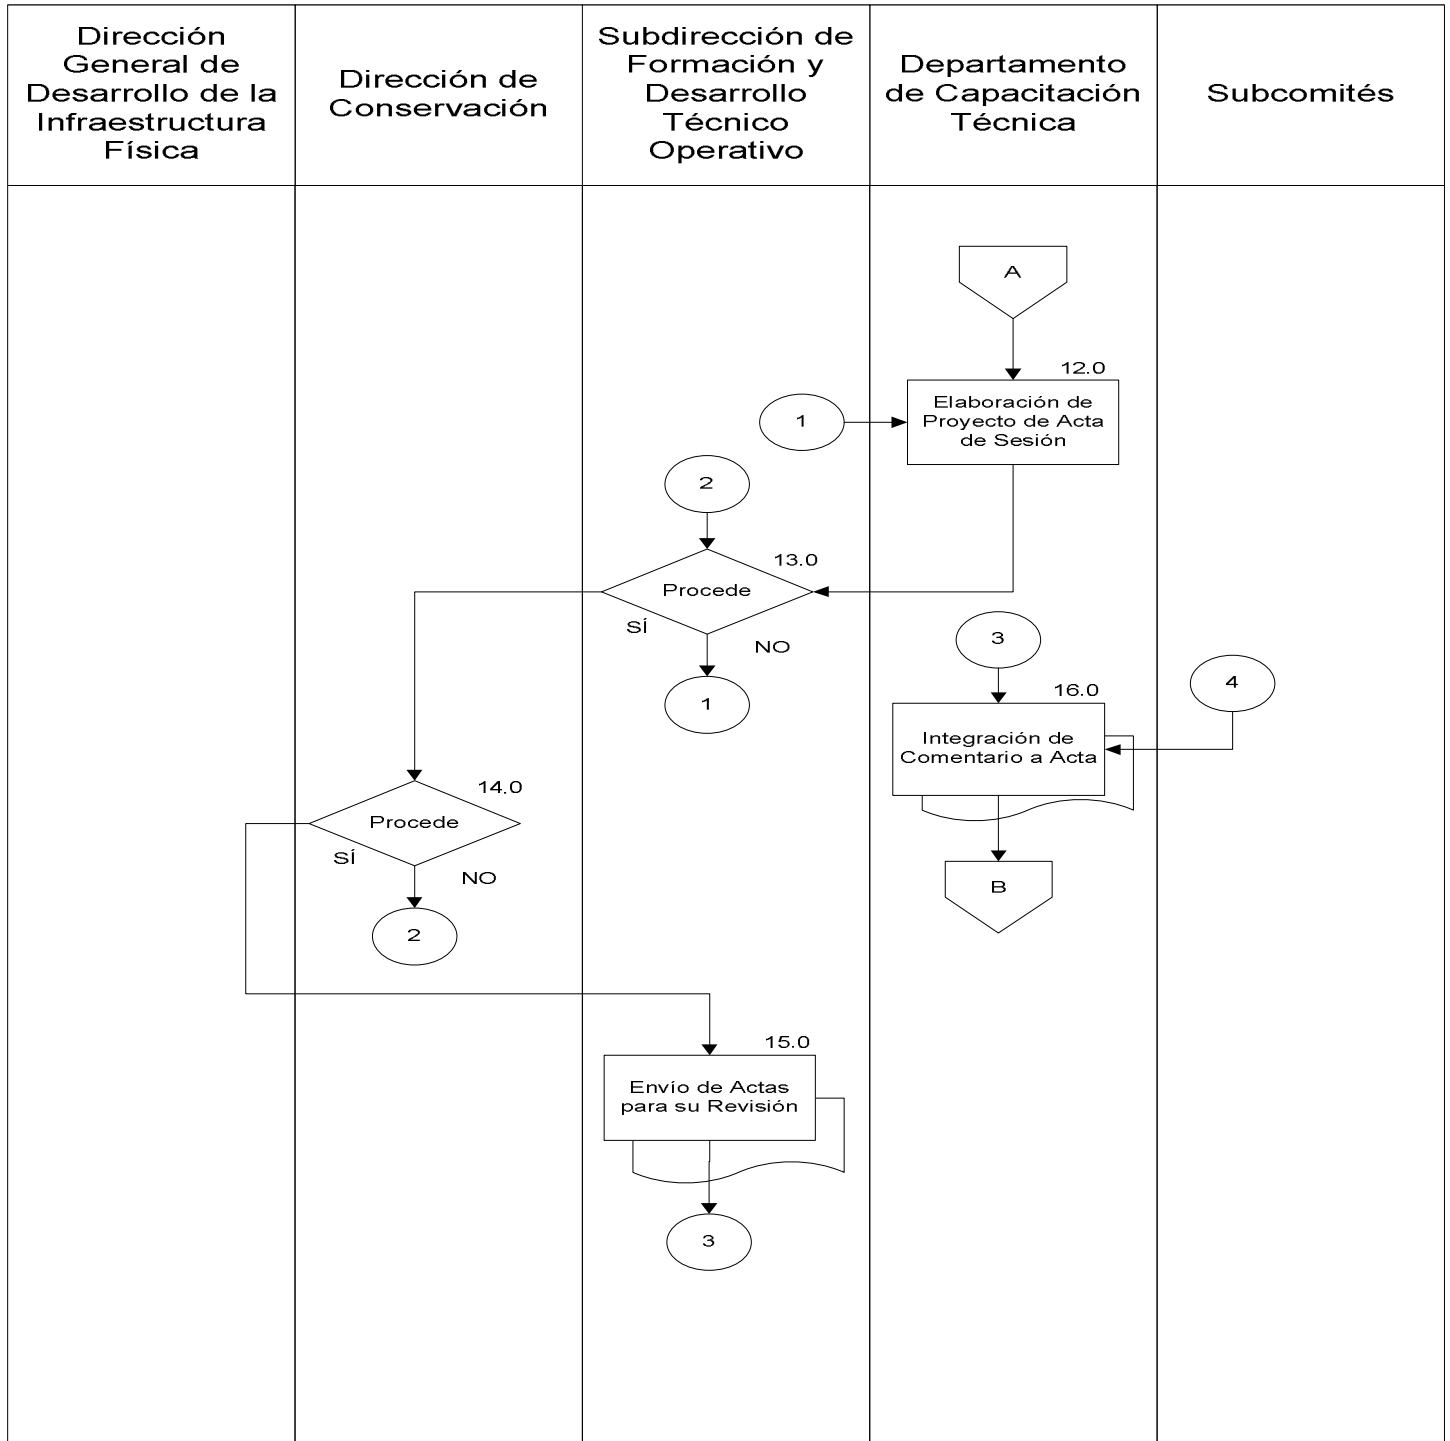 Dirección
General de
Desarrollo de la
Infraestructura
Física
Dirección de
Conservación
Subdirección de
Formación y
Desarrollo
Técnico
Operativo
Departamento
de Capacitación
Técnica
Subcomités
A
12.0
Elaboración de
Proyecto de Acta
de Sesión
1
2
13.0
Procede
SÍ
NO
1
3
4
16.0
Integración de
Comentario a Acta
14.0
Procede
SÍ
NO
B
2
15.0
Envío de Actas
para su Revisión
3